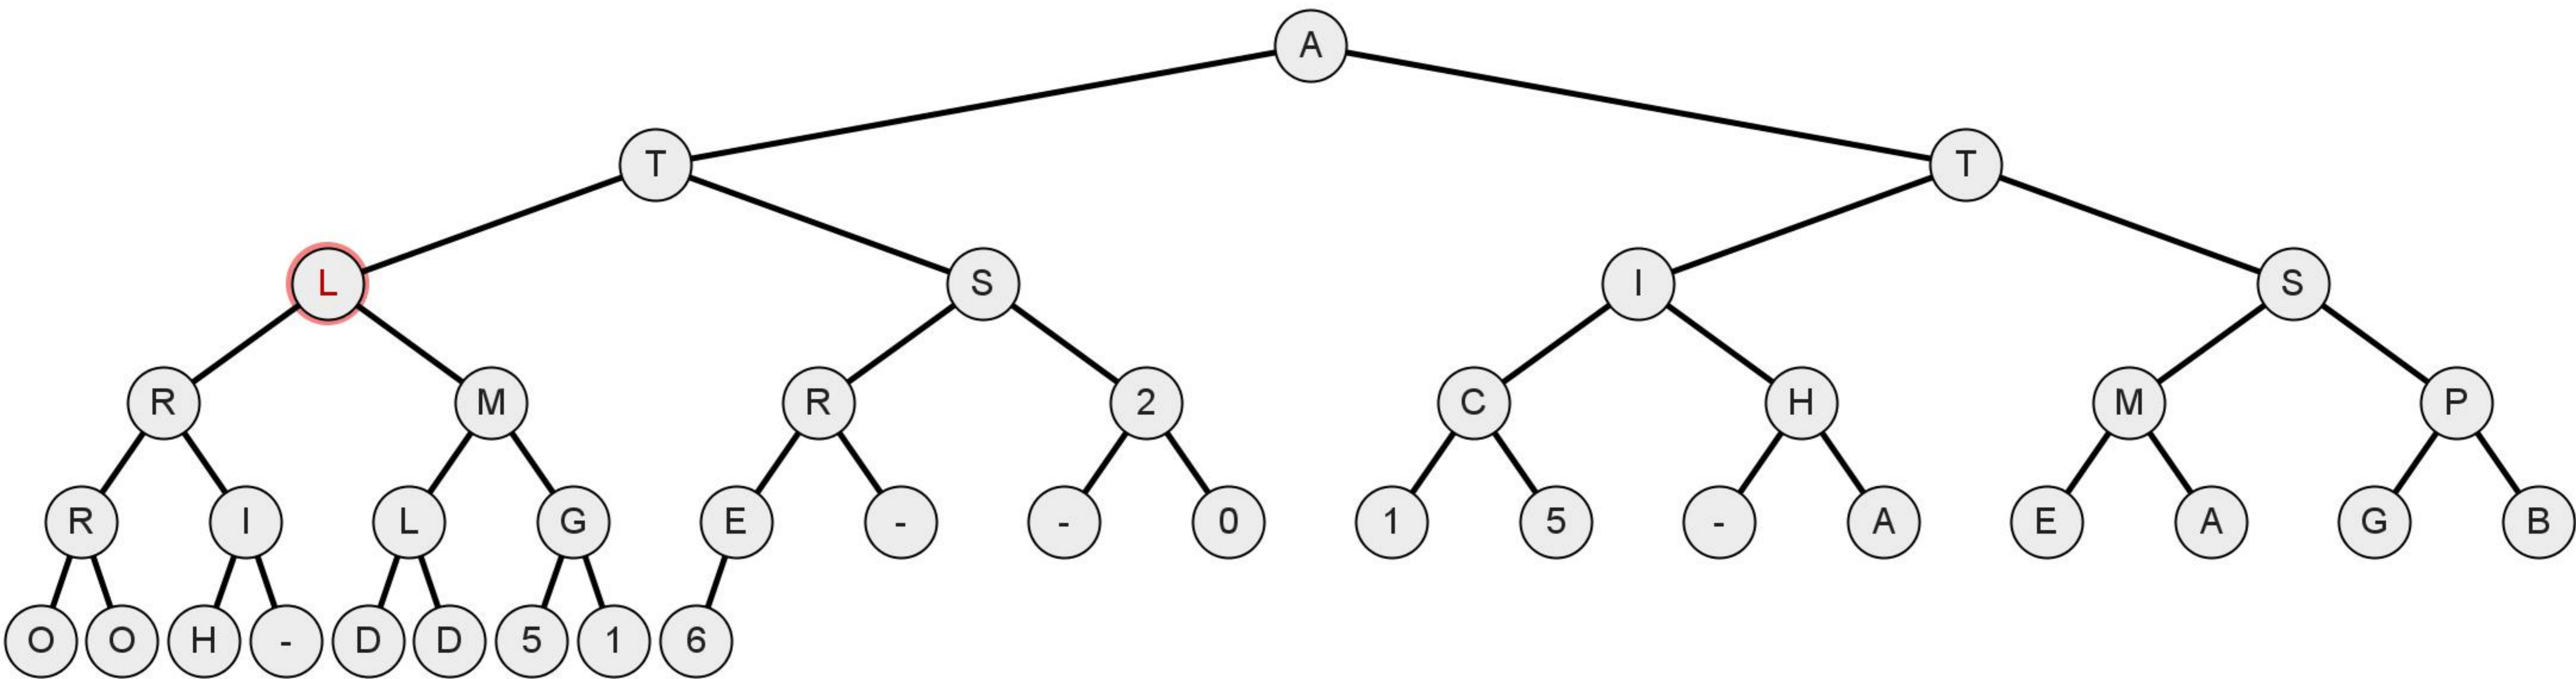 A
T T
L S I S
R M R 2 C H M P
R I L G E - - 0 1 5 - A E A G B
O O H - D D 5 1 6